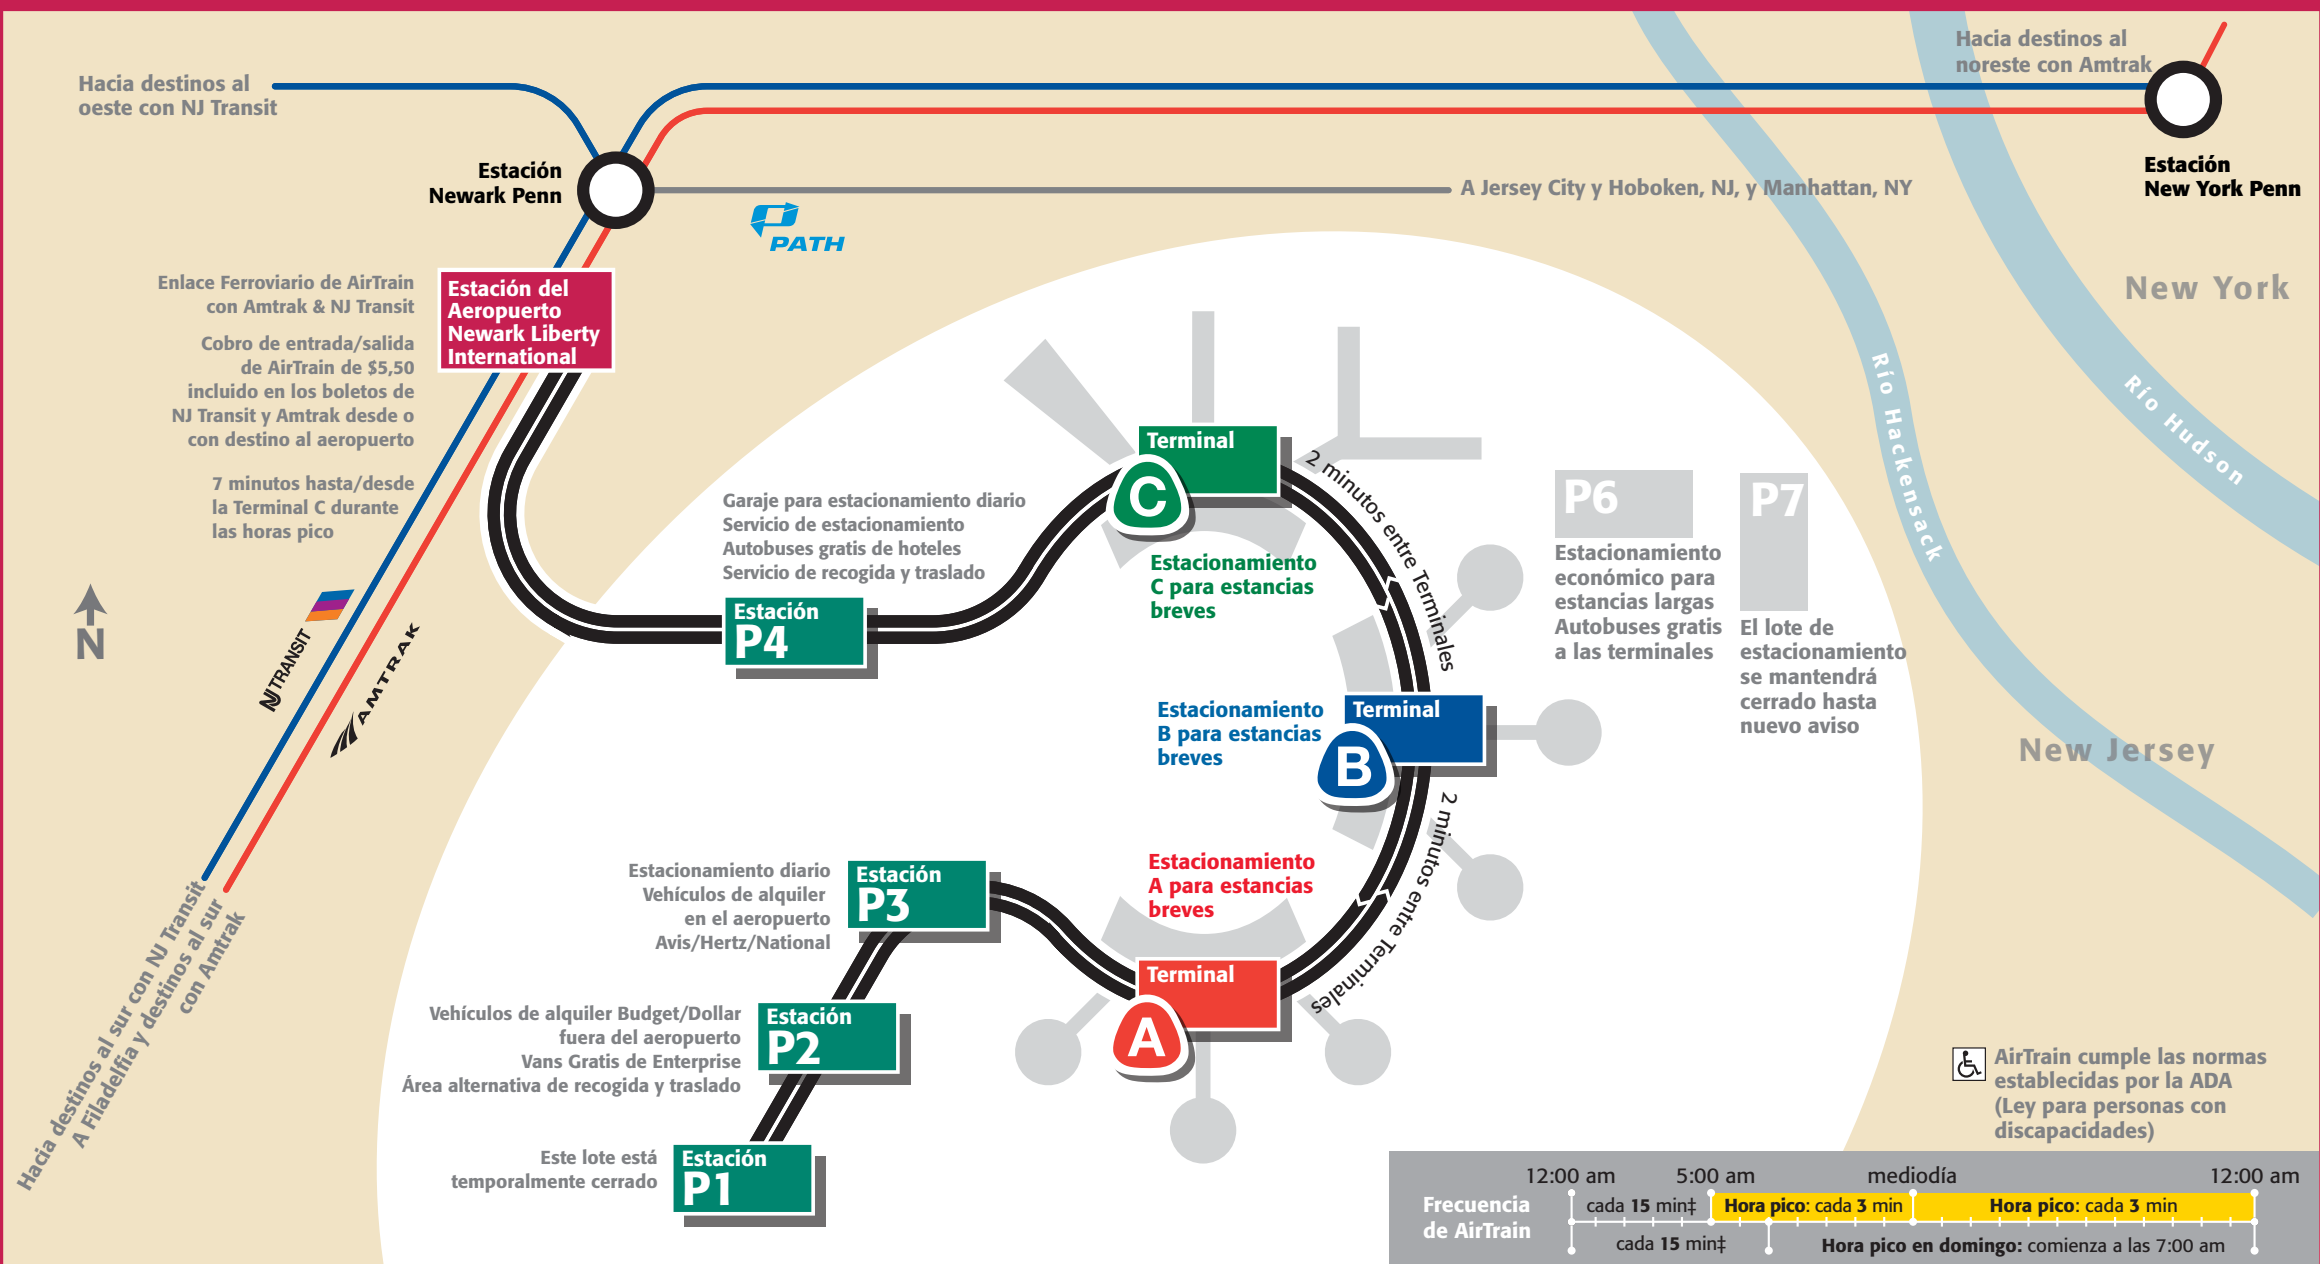 Hacia destinos al
oeste con NJ Transit
Hacia destinos al
noreste con Amtrak
Estación
Newark Penn
Estación
New York Penn
A Jersey City y Hoboken, NJ, y Manhattan, NY
PATH
Enlace Ferroviario de AirTrain
con Amtrak & NJ Transit
Cobro de entrada/salida
de AirTrain de $5,50
incluido en los boletos de
NJ Transit y Amtrak desde o
con destino al aeropuerto
7 minutos hasta/desde
la Terminal C durante
las horas pico
Estación del
Aeropuerto
Newark Liberty
International
New York
Río Hackensack
Río Hudson
New Jersey
N
NJ TRANSIT
AMTRAK
Hacia destinos al sur con NJ Transit
A Filadelfia y destinos al sur
con Amtrak
Garaje para estacionamiento diario
Servicio de estacionamiento
Autobuses gratis de hoteles
Servicio de recogida y traslado
Estación
P4
Terminal
C
Estacionamiento
C para estancias
breves
2 minutos entre Terminales
P6
Estacionamiento
económico para
estancias largas
Autobuses gratis
a las terminales
P7
El lote de
estacionamiento
se mantendrá
cerrado hasta
nuevo aviso
Estacionamiento
B para estancias
breves
Terminal
B
2 minutos entre Terminales
Estacionamiento
A para estancias
breves
Terminal
A
Estacionamiento diario
Vehículos de alquiler
en el aeropuerto
Avis/Hertz/National
Estación
P3
Vehículos de alquiler Budget/Dollar
fuera del aeropuerto
Vans Gratis de Enterprise
Área alternativa de recogida y traslado
Estación
P2
Este lote está
temporalmente cerrado
Estación
P1
AirTrain cumple las normas
establecidas por la ADA
(Ley para personas con
discapacidades)
12:00 am 5:00 am mediodía 12:00 am
Frecuencia
de AirTrain
cada 15 min‡ Hora pico: cada 3 min Hora pico: cada 3 min
cada 15 min‡ Hora pico en domingo: comienza a las 7:00 am